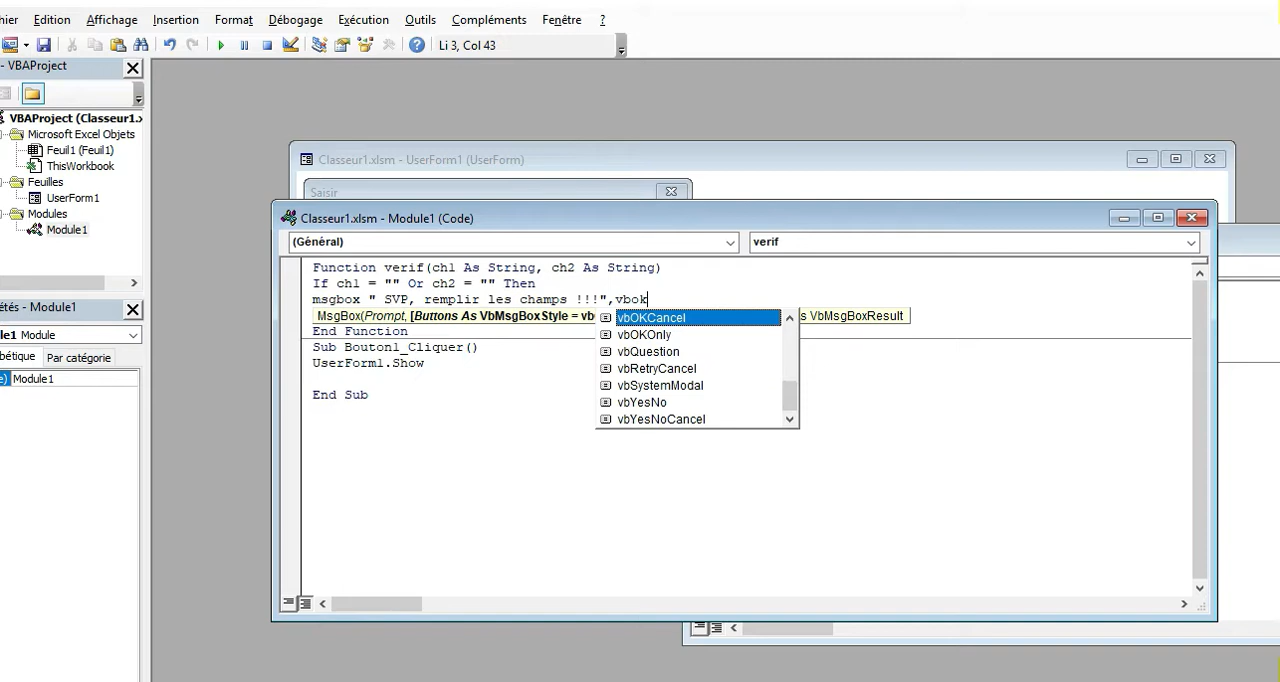 hier Edition Affichage Insertion Format Débogage Exécution Outils Compléments Fenêtre ?
Li 3, Col 43
- VBAProject
VBAProject (Classeur1.x
Microsoft Excel Objets
Feuil1 (Feuil1)
ThisWorkbook
Feuilles
UserForm1
Modules
Module1
étés - Module1
le1 Module
bétique Par catégorie
e) Module1
Classeur1.xlsm - UserForm1 (UserForm)
Saisir
Classeur1.xlsm - Module1 (Code)
(Général) verif
Function verif(ch1 As String, ch2 As String)
If ch1 = "" Or ch2 = "" Then
msgbox " SVP, remplir les champs !!!",vbok
MsgBox(Prompt, [Buttons As VbMsgBoxStyle = vb s VbMsgBoxResult
End Function
Sub Bouton1_Cliquer()
UserForm1.Show
End Sub
vbOKCancel
vbOKOnly
vbQuestion
vbRetryCancel
vbSystemModal
vbYesNo
vbYesNoCancel